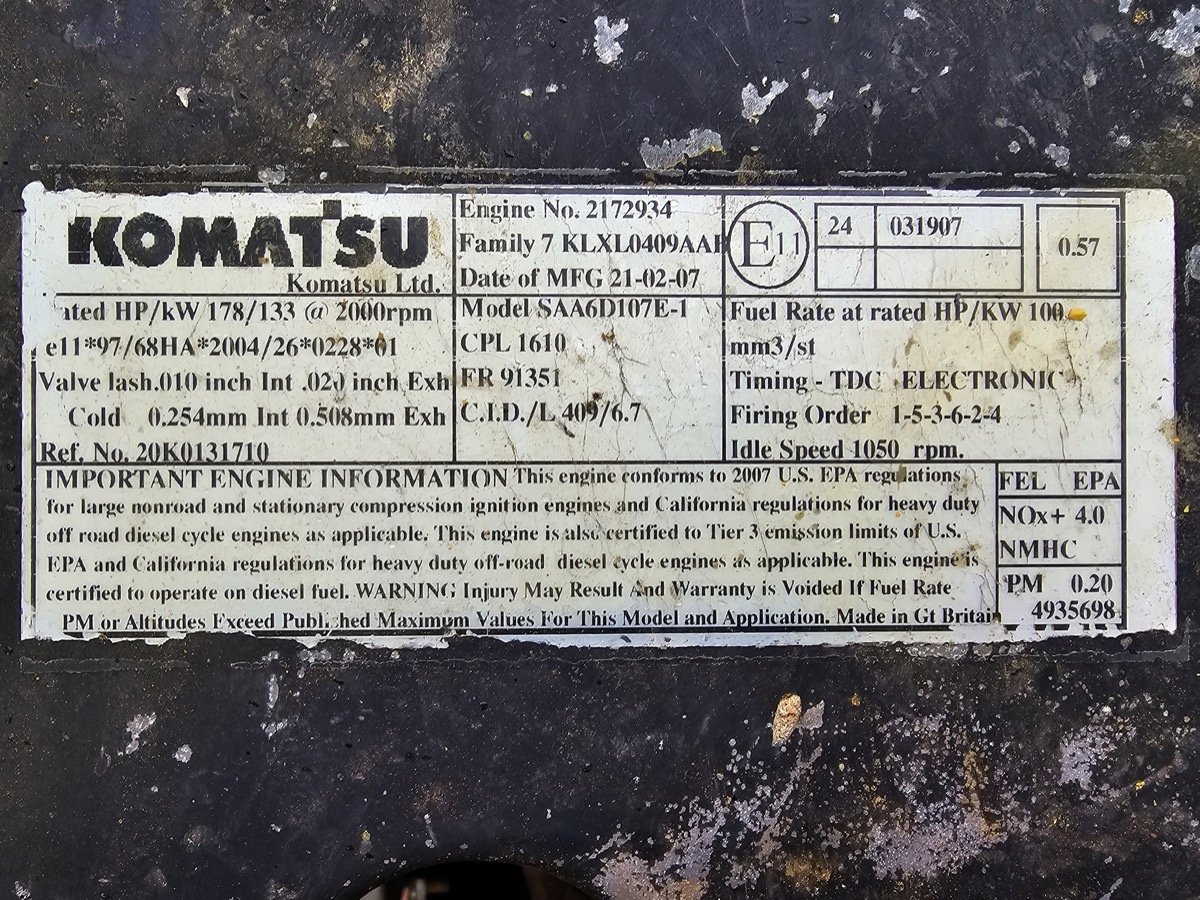 KOMATSU
Komatsu Ltd.
Engine No. 2172934
Family 7 KLXL0409AAB
Date of MFG 21-02-07
E11
24 031907
0.57
ated HP/kW 178/133 @ 2000rpm
e11*97/68HA*2004/26*0228*01
Valve lash.010 inch Int .020 inch Exh
Cold 0.254mm Int 0.508mm Exh
Ref. No. 20K0131710
Model SAA6D107E-1
CPL 1610
FR 91351
C.I.D./L 409/6.7
Fuel Rate at rated HP/KW 100
mm3/st
Timing - TDC ELECTRONIC
Firing Order 1-5-3-6-2-4
Idle Speed 1050 rpm.
IMPORTANT ENGINE INFORMATION This engine conforms to 2007 U.S. EPA regulations
for large nonroad and stationary compression ignition engines and California regulations for heavy duty
off road diesel cycle engines as applicable. This engine is also certified to Tier 3 emission limits of U.S.
EPA and California regulations for heavy duty off-road diesel cycle engines as applicable. This engine is
certified to operate on diesel fuel. WARNING Injury May Result And Warranty is Voided If Fuel Rate
PM or Altitudes Exceed Published Maximum Values For This Model and Application. Made in Gt Britain
FEL EPA
NOx+ 4.0
NMHC
PM 0.20
4935698